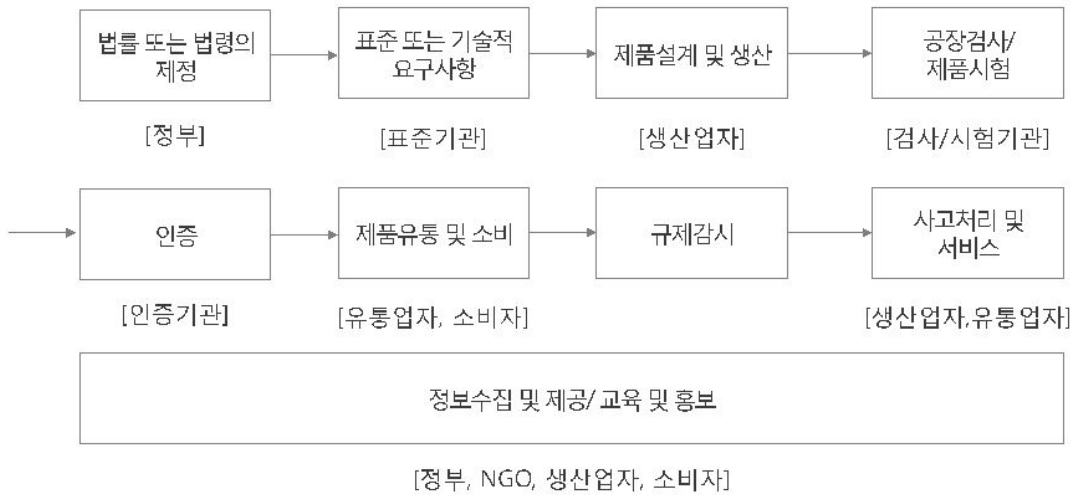 법률 또는 법령의
제정
표준 또는 기술적
요구사항
제품설계 및 생산
공장검사/
제품시험
[정부]
[표준기관]
[생산업자]
[검사/시험기관]
인증
제품유통 및 소비
규제감시
사고처리 및
서비스
[인증기관]
[유통업자, 소비자]
[생산업자,유통업자]
정보수집 및 제공/ 교육 및 홍보
[정부, NGO, 생산업자, 소비자]